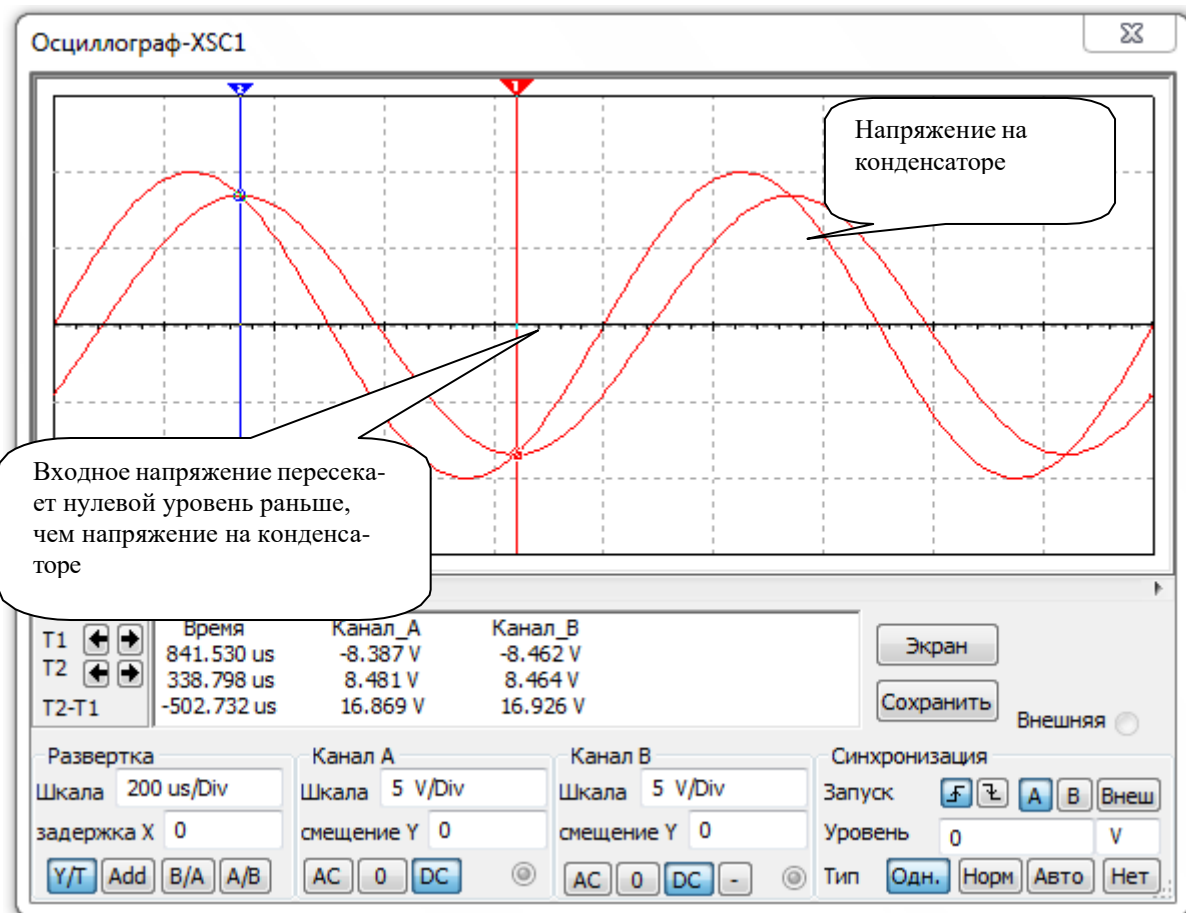 Осциллограф-XSC1
2
1
Напряжение на
конденсаторе
Входное напряжение пересека-
ет нулевой уровень раньше,
чем напряжение на конденса-
торе
Время Канал_A Канал_B
T1 841.530 us -8.387 V -8.462 V
T2 338.798 us 8.481 V 8.464 V
T2-T1 -502.732 us 16.869 V 16.926 V
Экран
Сохранить
Внешняя
Развертка
Шкала 200 us/Div
задержка X 0
Y/T Add B/A A/B
Канал A
Шкала 5 V/Div
смещение Y 0
AC 0 DC
Канал B
Шкала 5 V/Div
смещение Y 0
AC 0 DC -
Синхронизация
Запуск A B Внеш
Уровень 0 V
Тип Одн. Норм Авто Нет